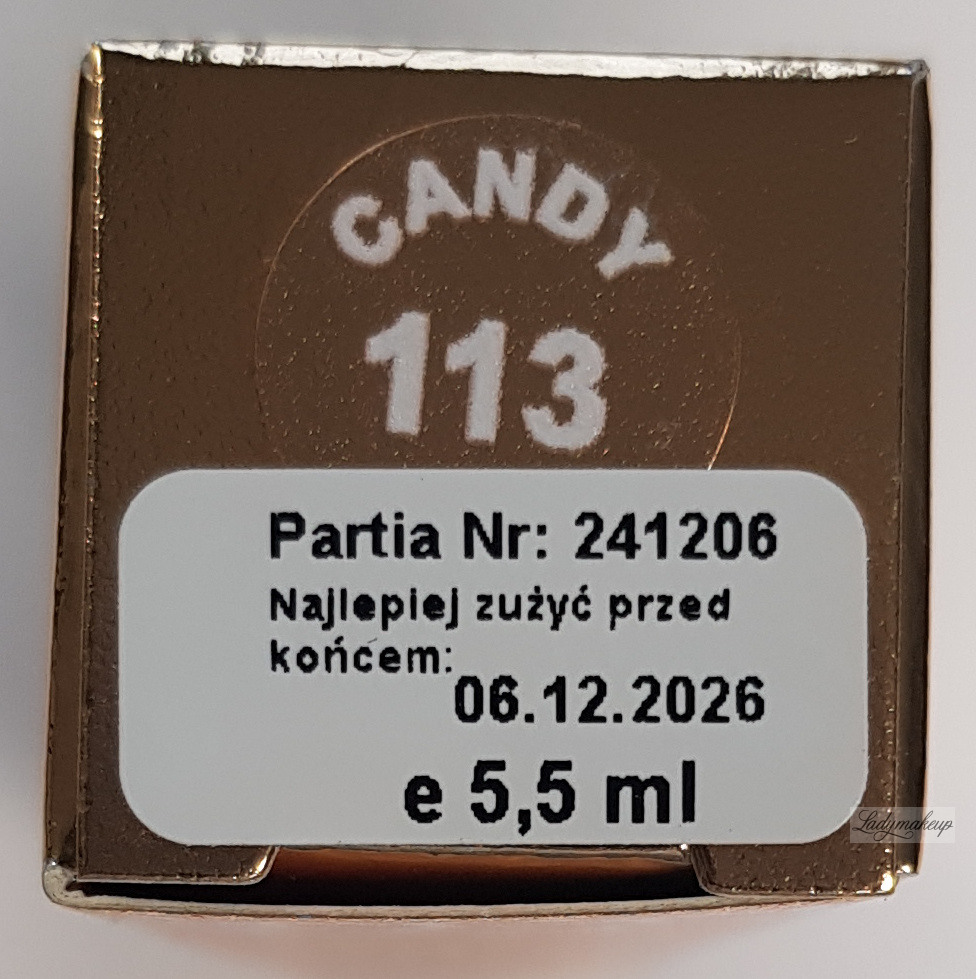 CANDY
113
Partia Nr: 241206
Najlepiej zużyć przed
końcem:
06.12.2026
e 5,5 ml
Ladymakeup